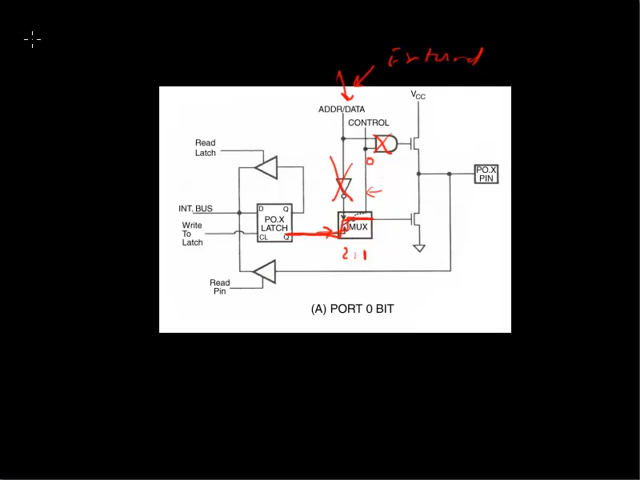 External
ADDR/DATA
VCC
CONTROL
Read
Latch
0
P0.X
PIN
INT. BUS
D Q
P0.X
LATCH
Write
To
Latch
CL Q
MUX
2:1
Read
Pin
(A) PORT 0 BIT